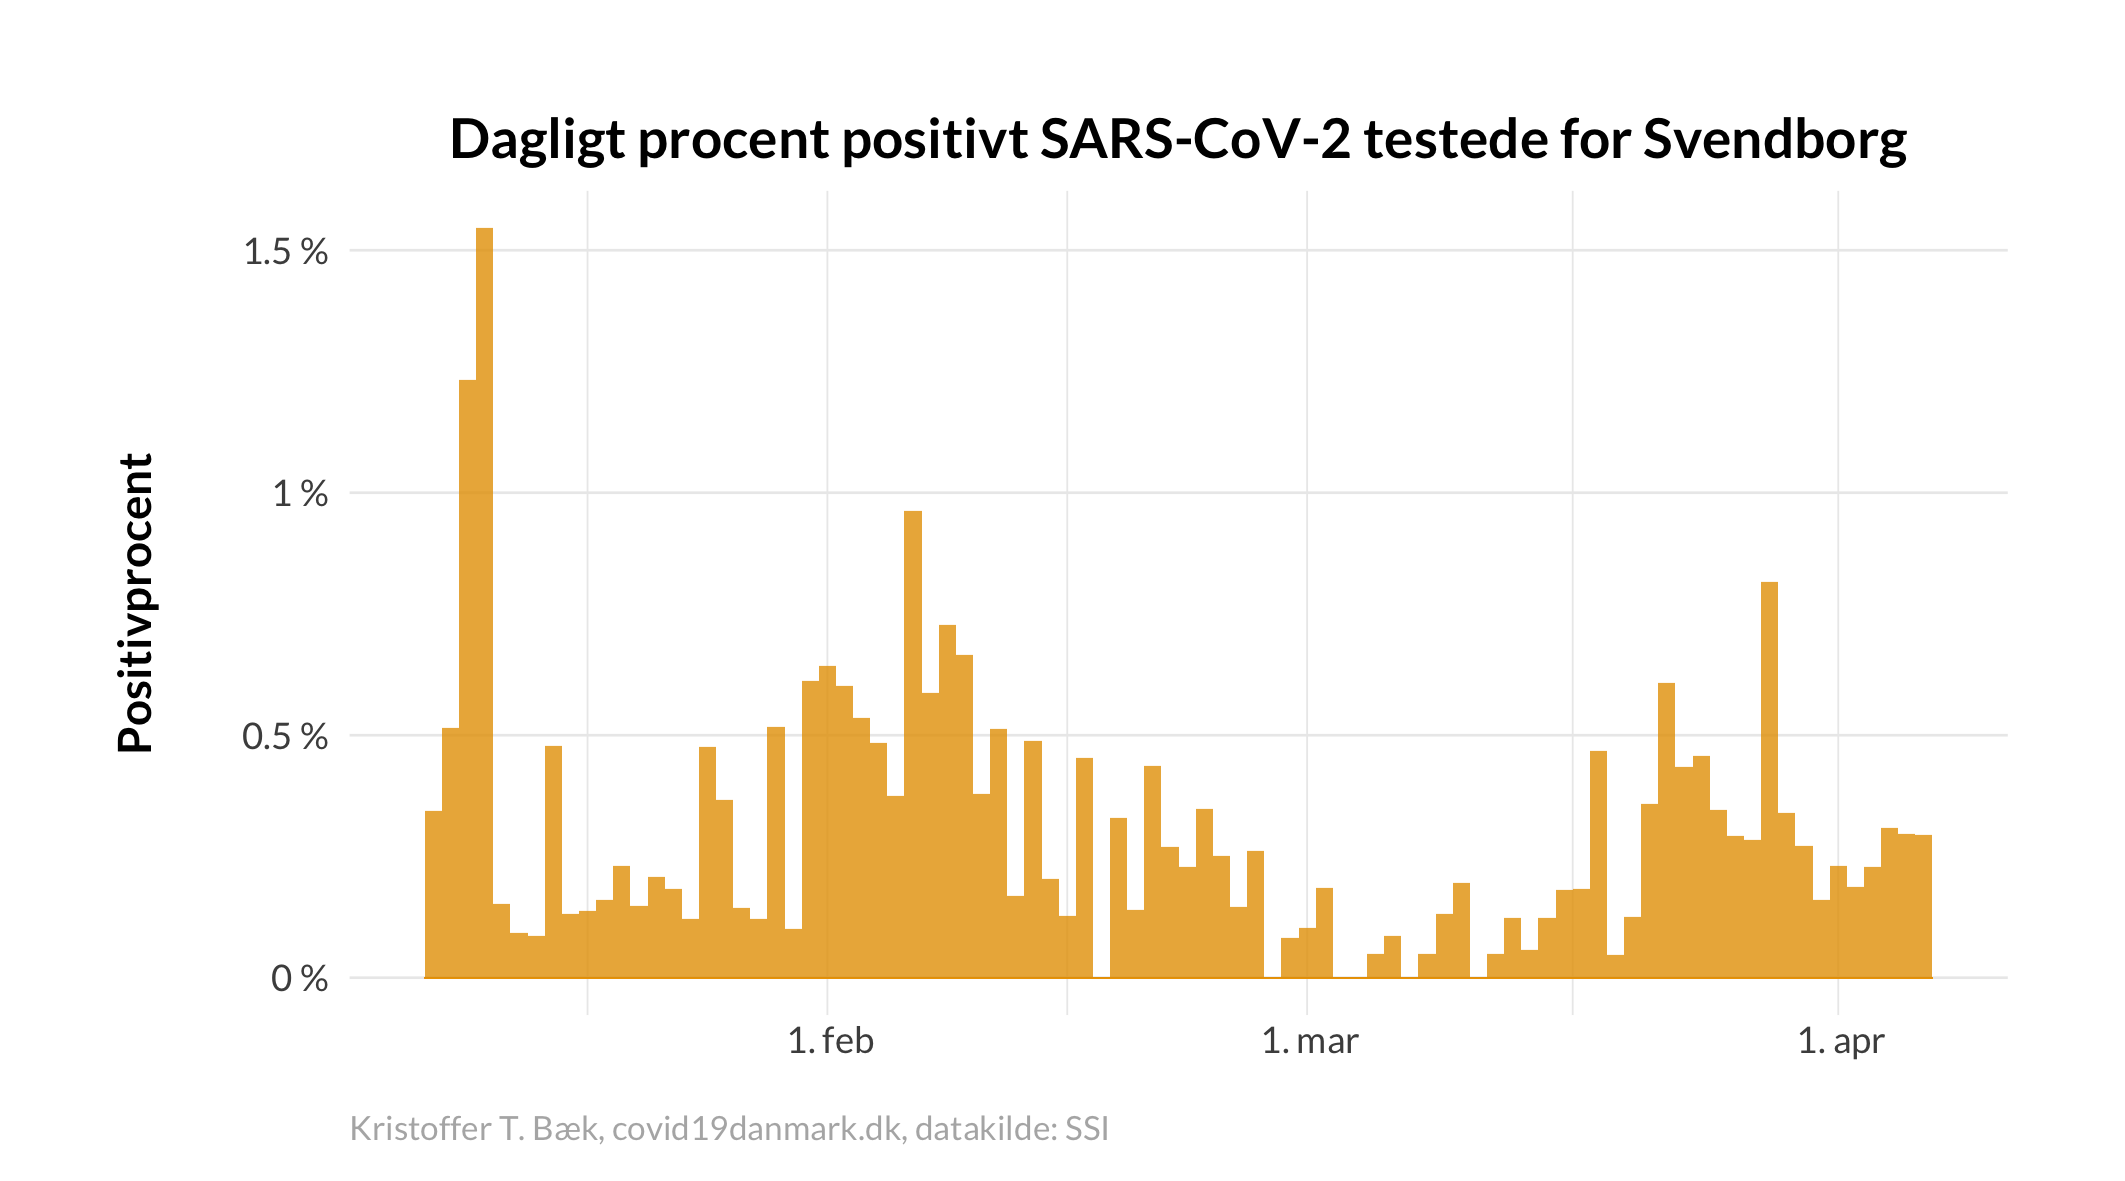 Dagligt procent positivt SARS-CoV-2 testede for Svendborg
Positivprocent
1.5 %
1 %
0.5 %
0 %
1. feb
1. mar
1. apr
Kristoffer T. Bæk, covid19danmark.dk, datakilde: SSI